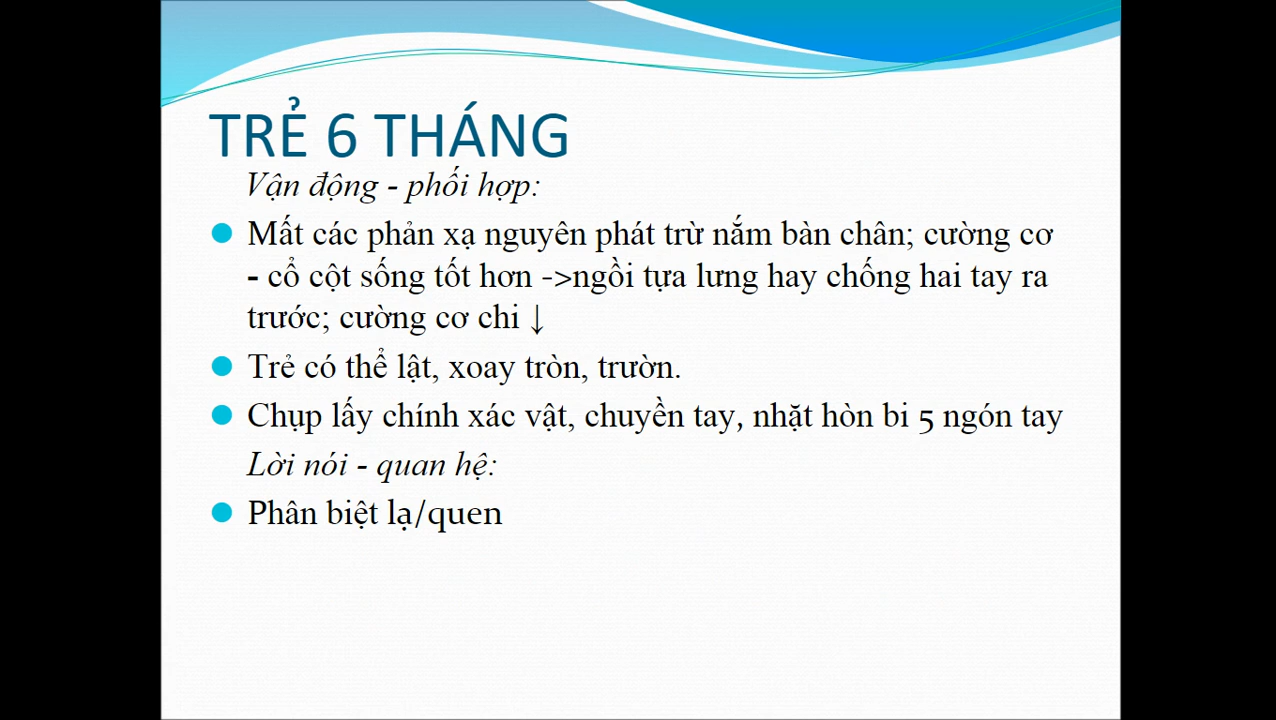 TRẺ 6 THÁNG
Vận động - phối hợp:
Mất các phản xạ nguyên phát trừ nắm bàn chân; cường cơ
- cổ cột sống tốt hơn ->ngồi tựa lưng hay chống hai tay ra
trước; cường cơ chi ↓
Trẻ có thể lật, xoay tròn, trườn.
Chụp lấy chính xác vật, chuyền tay, nhặt hòn bi 5 ngón tay
Lời nói - quan hệ:
Phân biệt lạ/quen